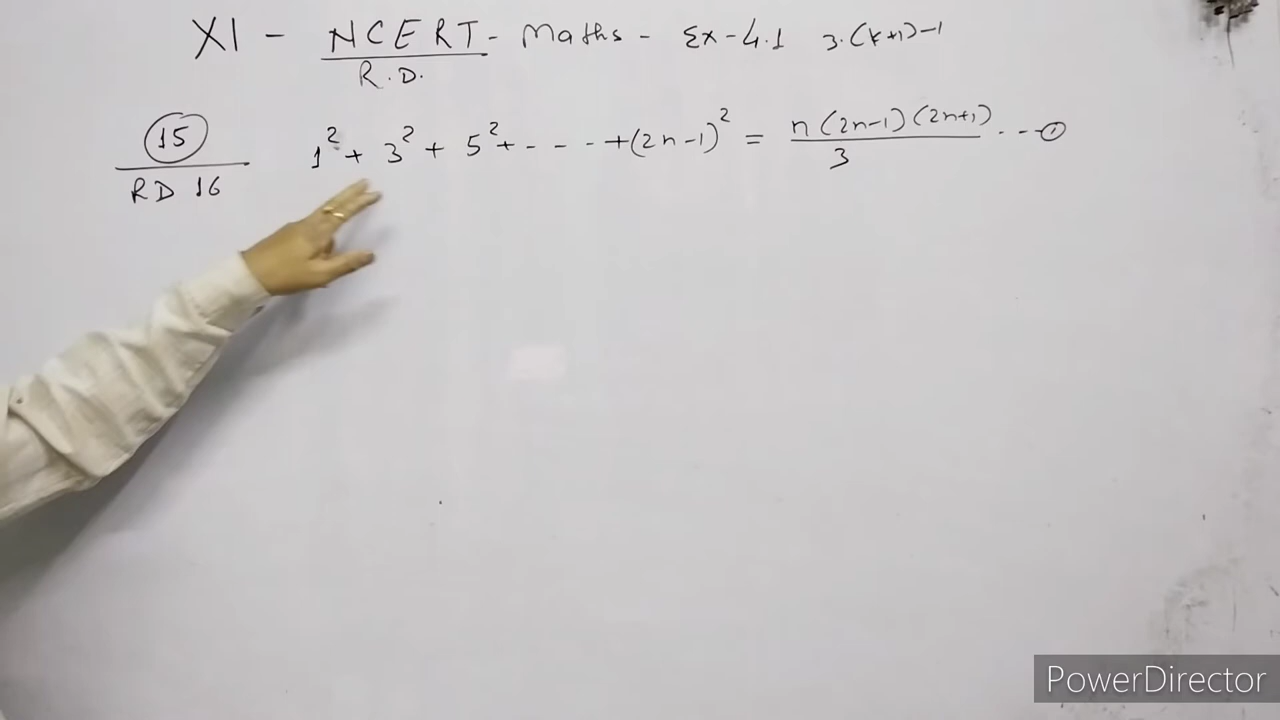 XI - NCERT - Maths - Ex - 4.1 3.(k+1)-1
R.D.
15 1² + 3² + 5² + - - - - + (2n-1)² = n(2n-1)(2n+1) / 3 - - - ①
RD 16
PowerDirector